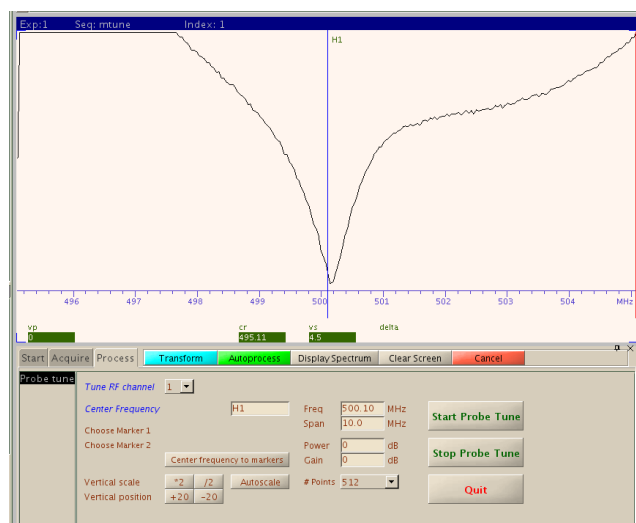 Exp:1 Seq: mtune Index: 1
H1
496 497 498 499 500 501 502 503 504 MHz
vp cr vs delta
0 495.11 4.5
Start Acquire Process Transform Autoprocess Display Spectrum Clear Screen Cancel
Probe tune
Tune RF channel 1
Center Frequency H1 Freq 500.10 MHz
Span 10.0 MHz
Start Probe Tune
Choose Marker 1
Choose Marker 2 Power 0 dB
Stop Probe Tune
Center frequency to markers Gain 0 dB
Vertical scale *2 /2 Autoscale # Points 512
Quit
Vertical position +20 -20